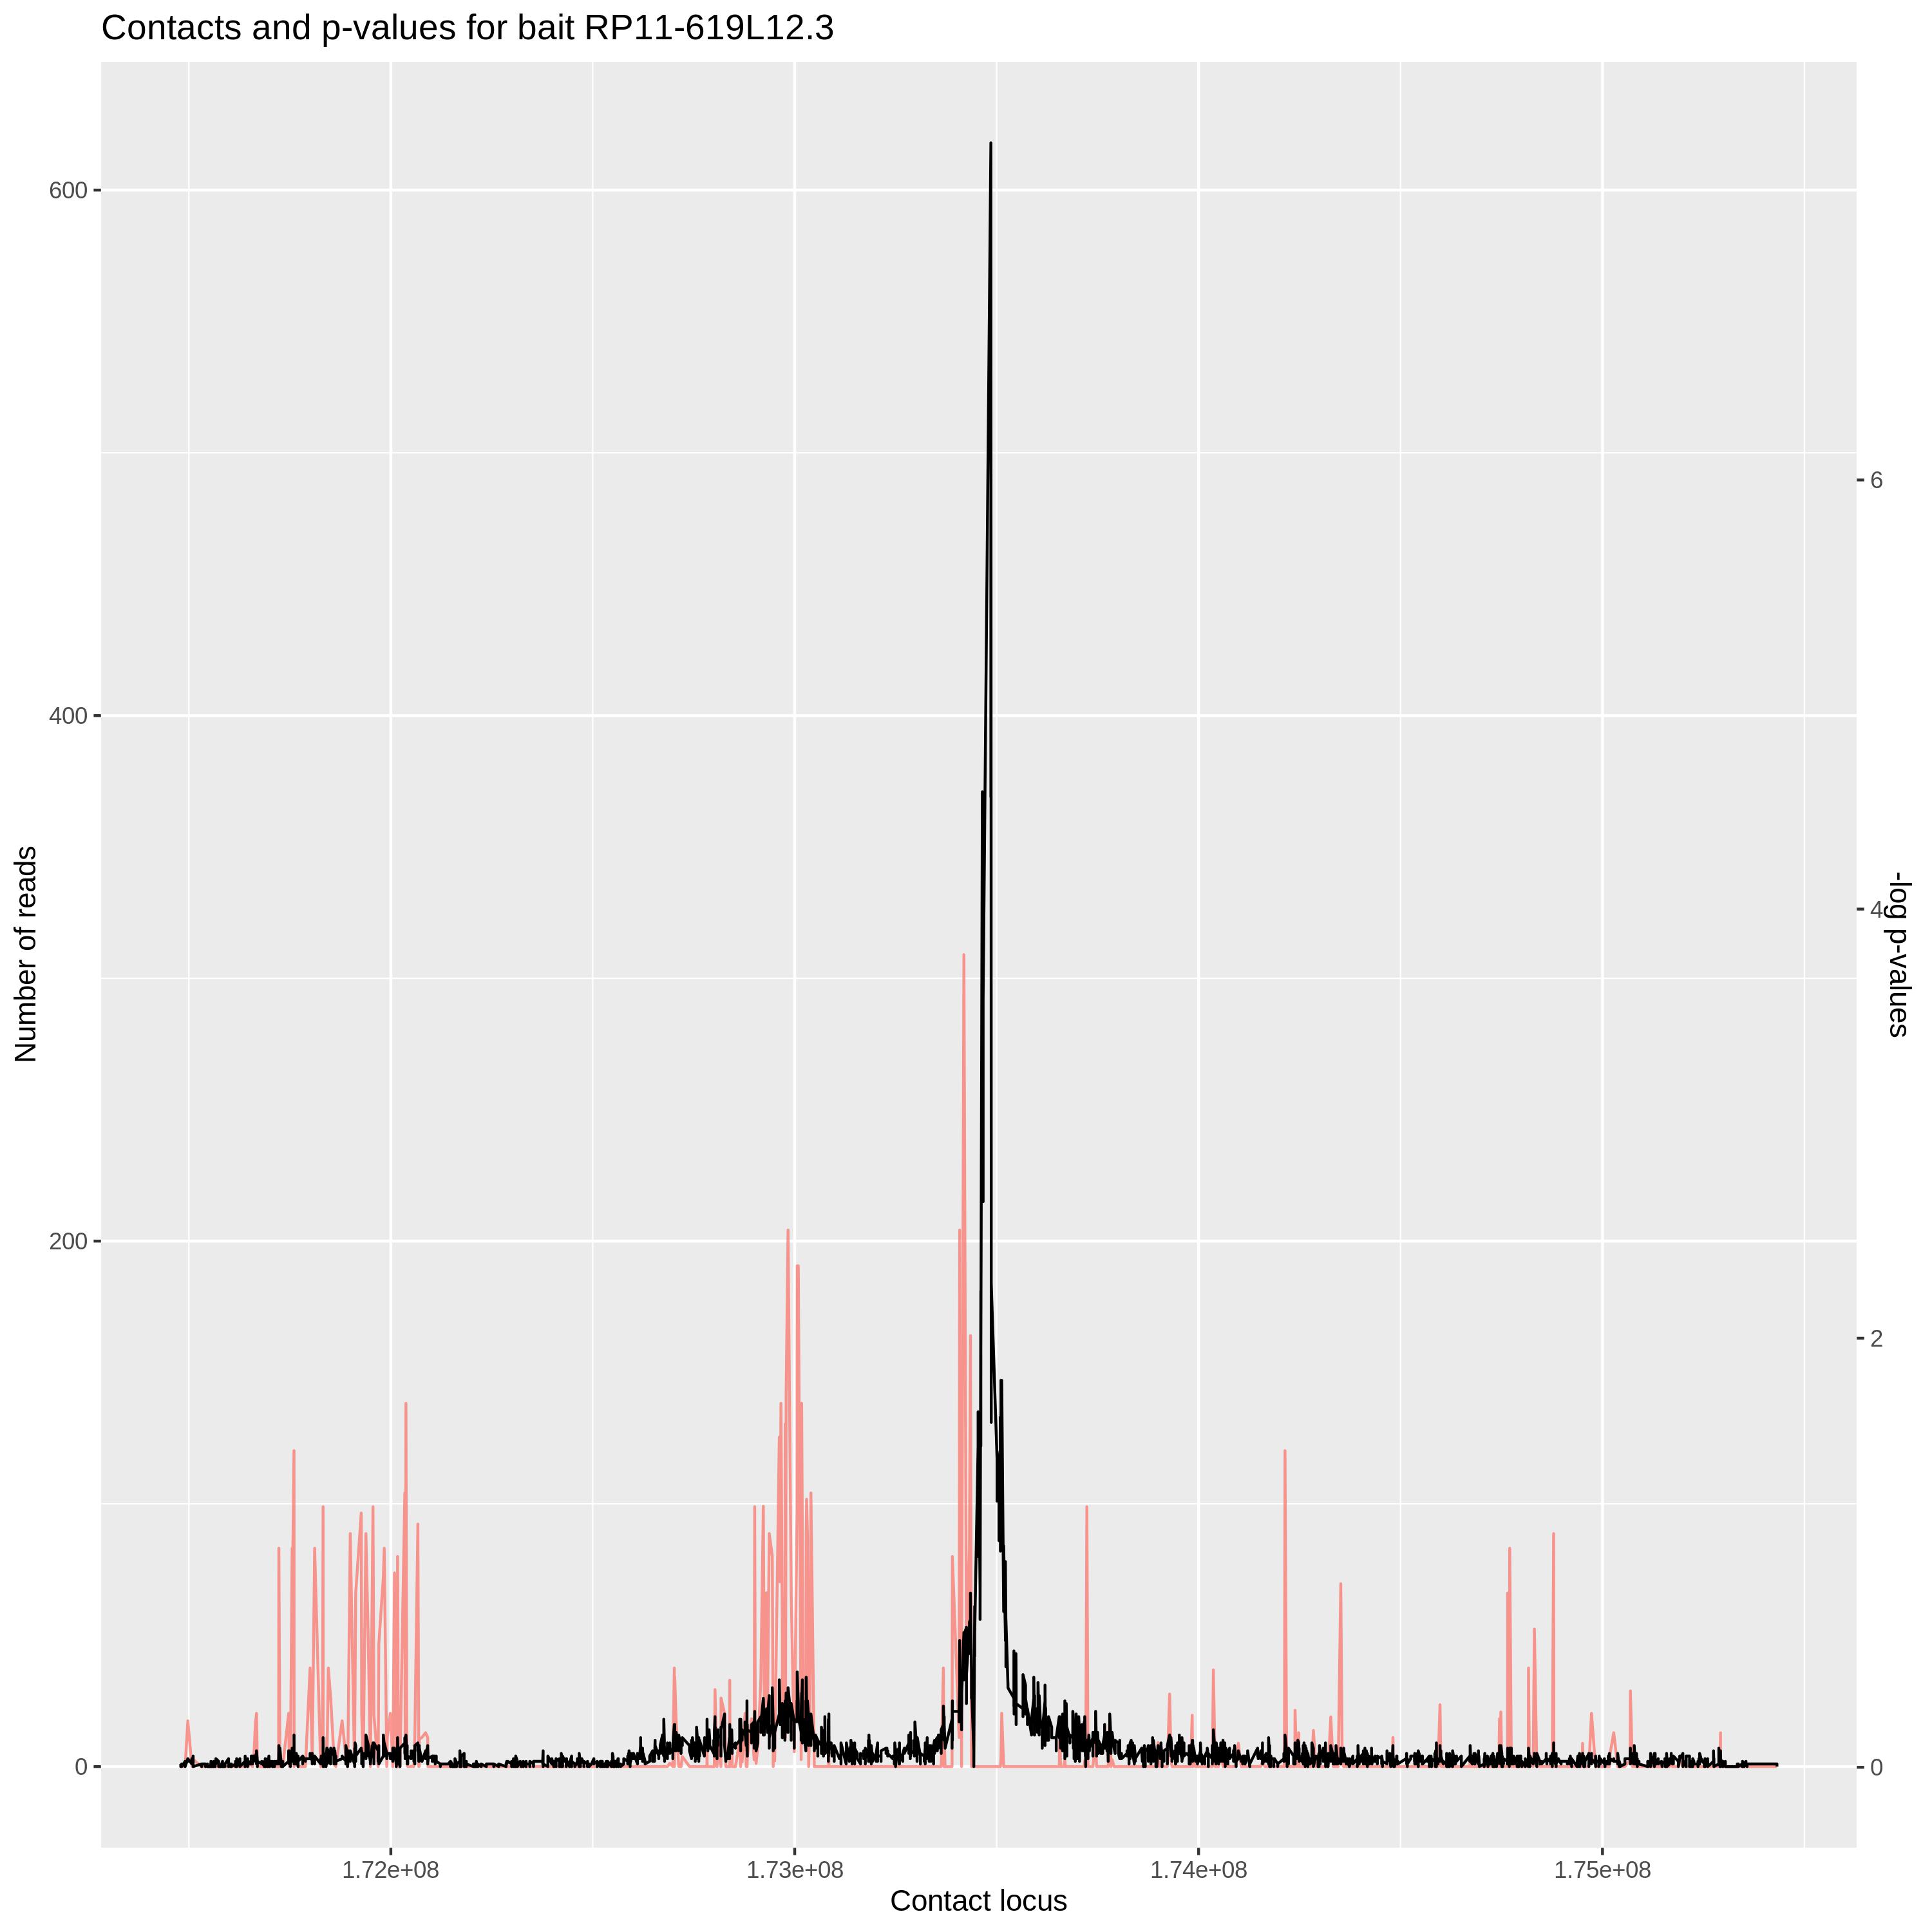 Contacts and p-values for bait RP11-619L12.3
600
400
200
0
Number of reads
6
4
2
0
-log p-values
1.72e+08
1.73e+08
1.74e+08
1.75e+08
Contact locus